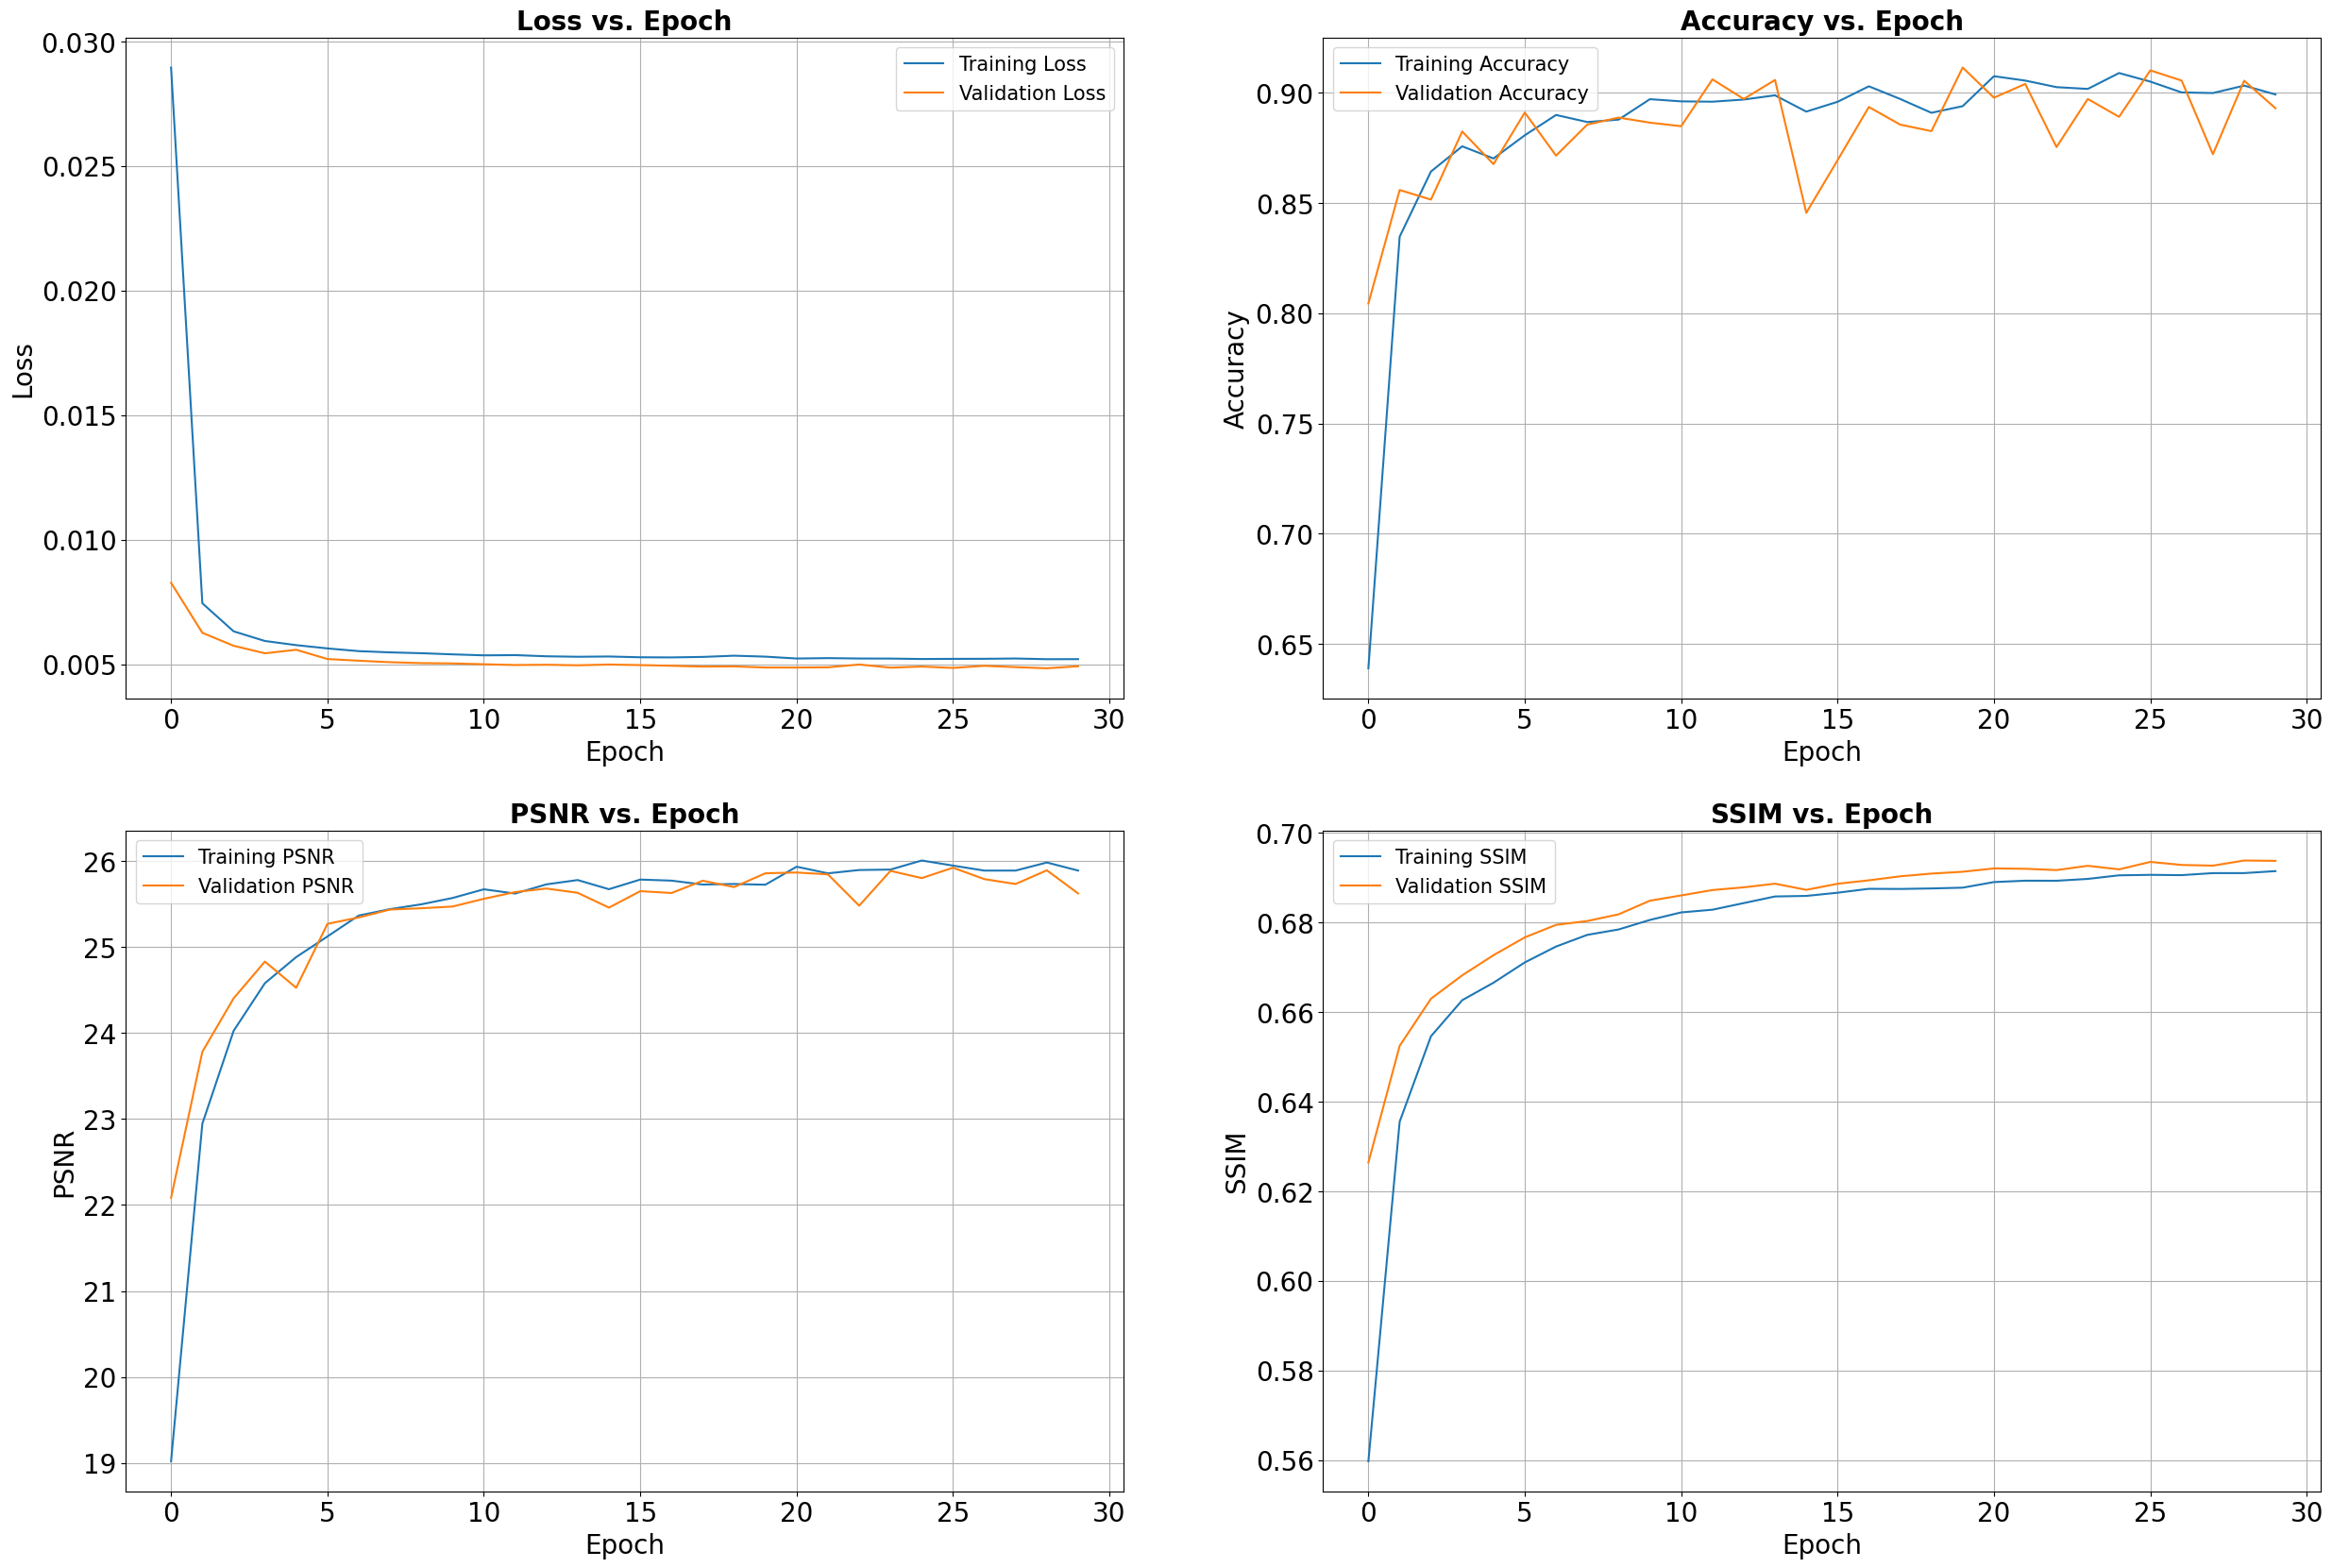 Loss vs. Epoch
0.030
0.025
0.020
0.015
0.010
0.005
Loss
Training Loss
Validation Loss
0 5 10 15 20 25 30
Epoch
Accuracy vs. Epoch
0.90
0.85
0.80
0.75
0.70
0.65
Accuracy
Training Accuracy
Validation Accuracy
0 5 10 15 20 25 30
Epoch
PSNR vs. Epoch
26
25
24
23
22
21
20
19
PSNR
Training PSNR
Validation PSNR
0 5 10 15 20 25 30
Epoch
SSIM vs. Epoch
0.70
0.68
0.66
0.64
0.62
0.60
0.58
0.56
SSIM
Training SSIM
Validation SSIM
0 5 10 15 20 25 30
Epoch